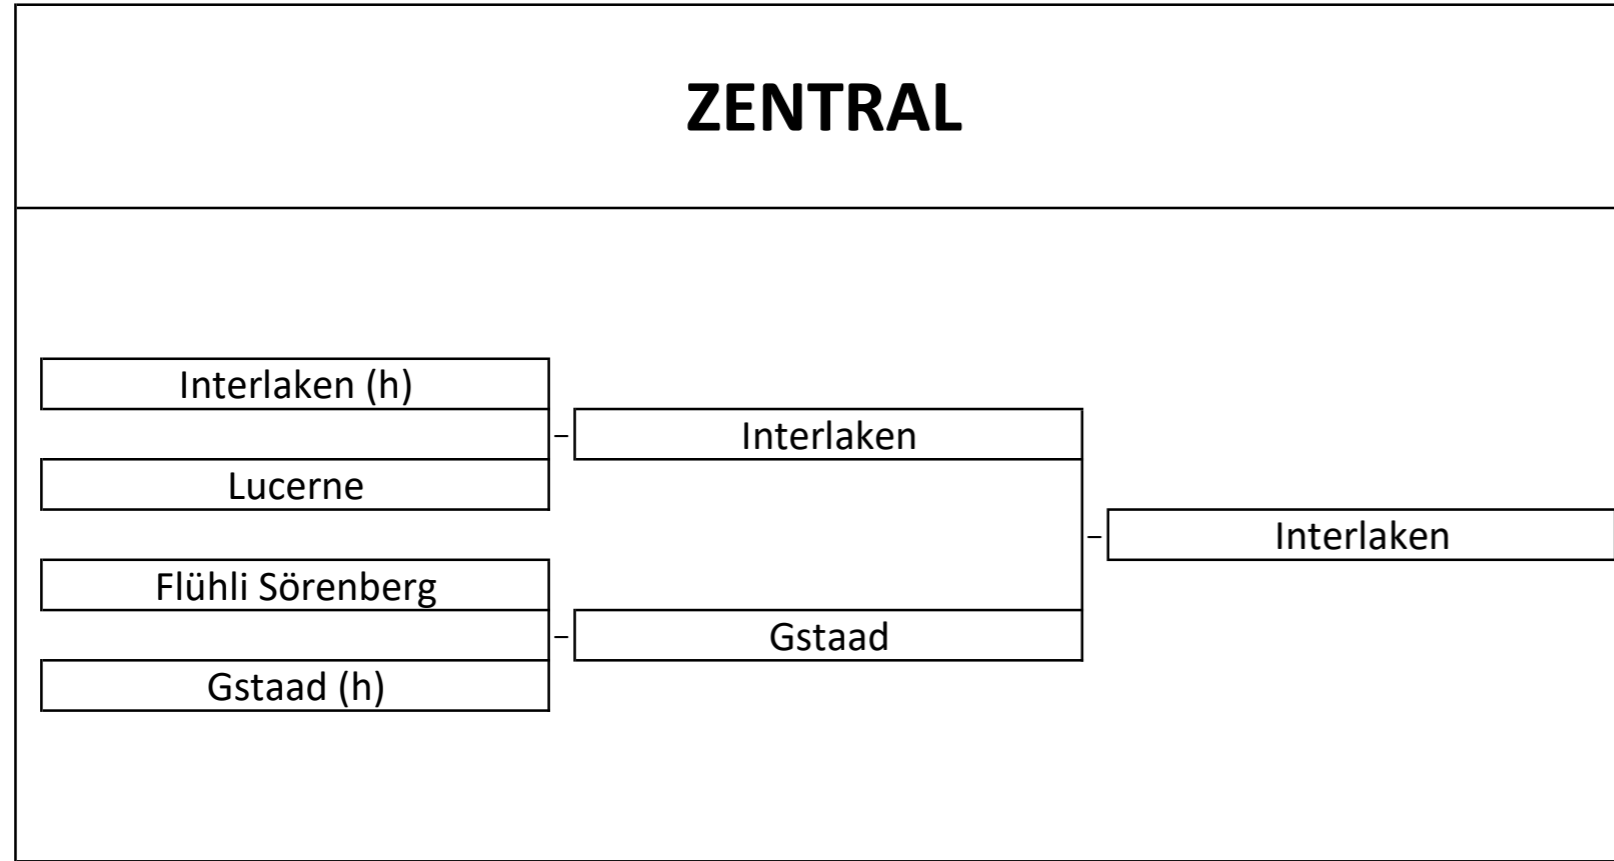 ZENTRAL
Interlaken (h)
Interlaken
Lucerne
Interlaken
Flühli Sörenberg
Gstaad
Gstaad (h)